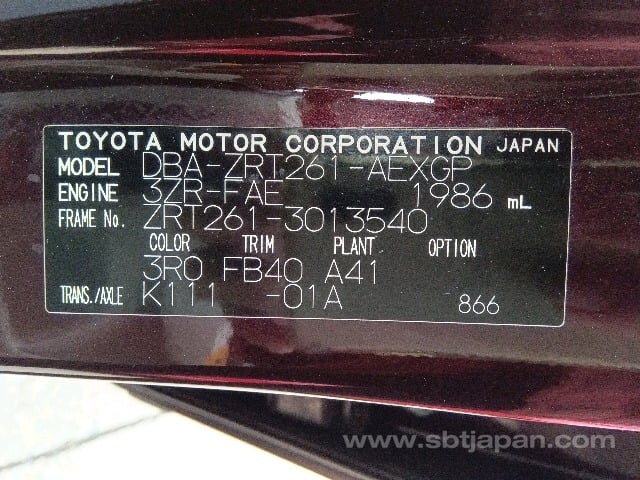 TOYOTA MOTOR CORPORATION JAPAN
MODEL DBA-ZRT261-AEXGP
ENGINE 3ZR-FAE 1986 mL
FRAME No. ZRT261-3013540
COLOR TRIM PLANT OPTION
3R0 FB40 A41
TRANS./AXLE K111 -01A 866
www.sbtjapan.com